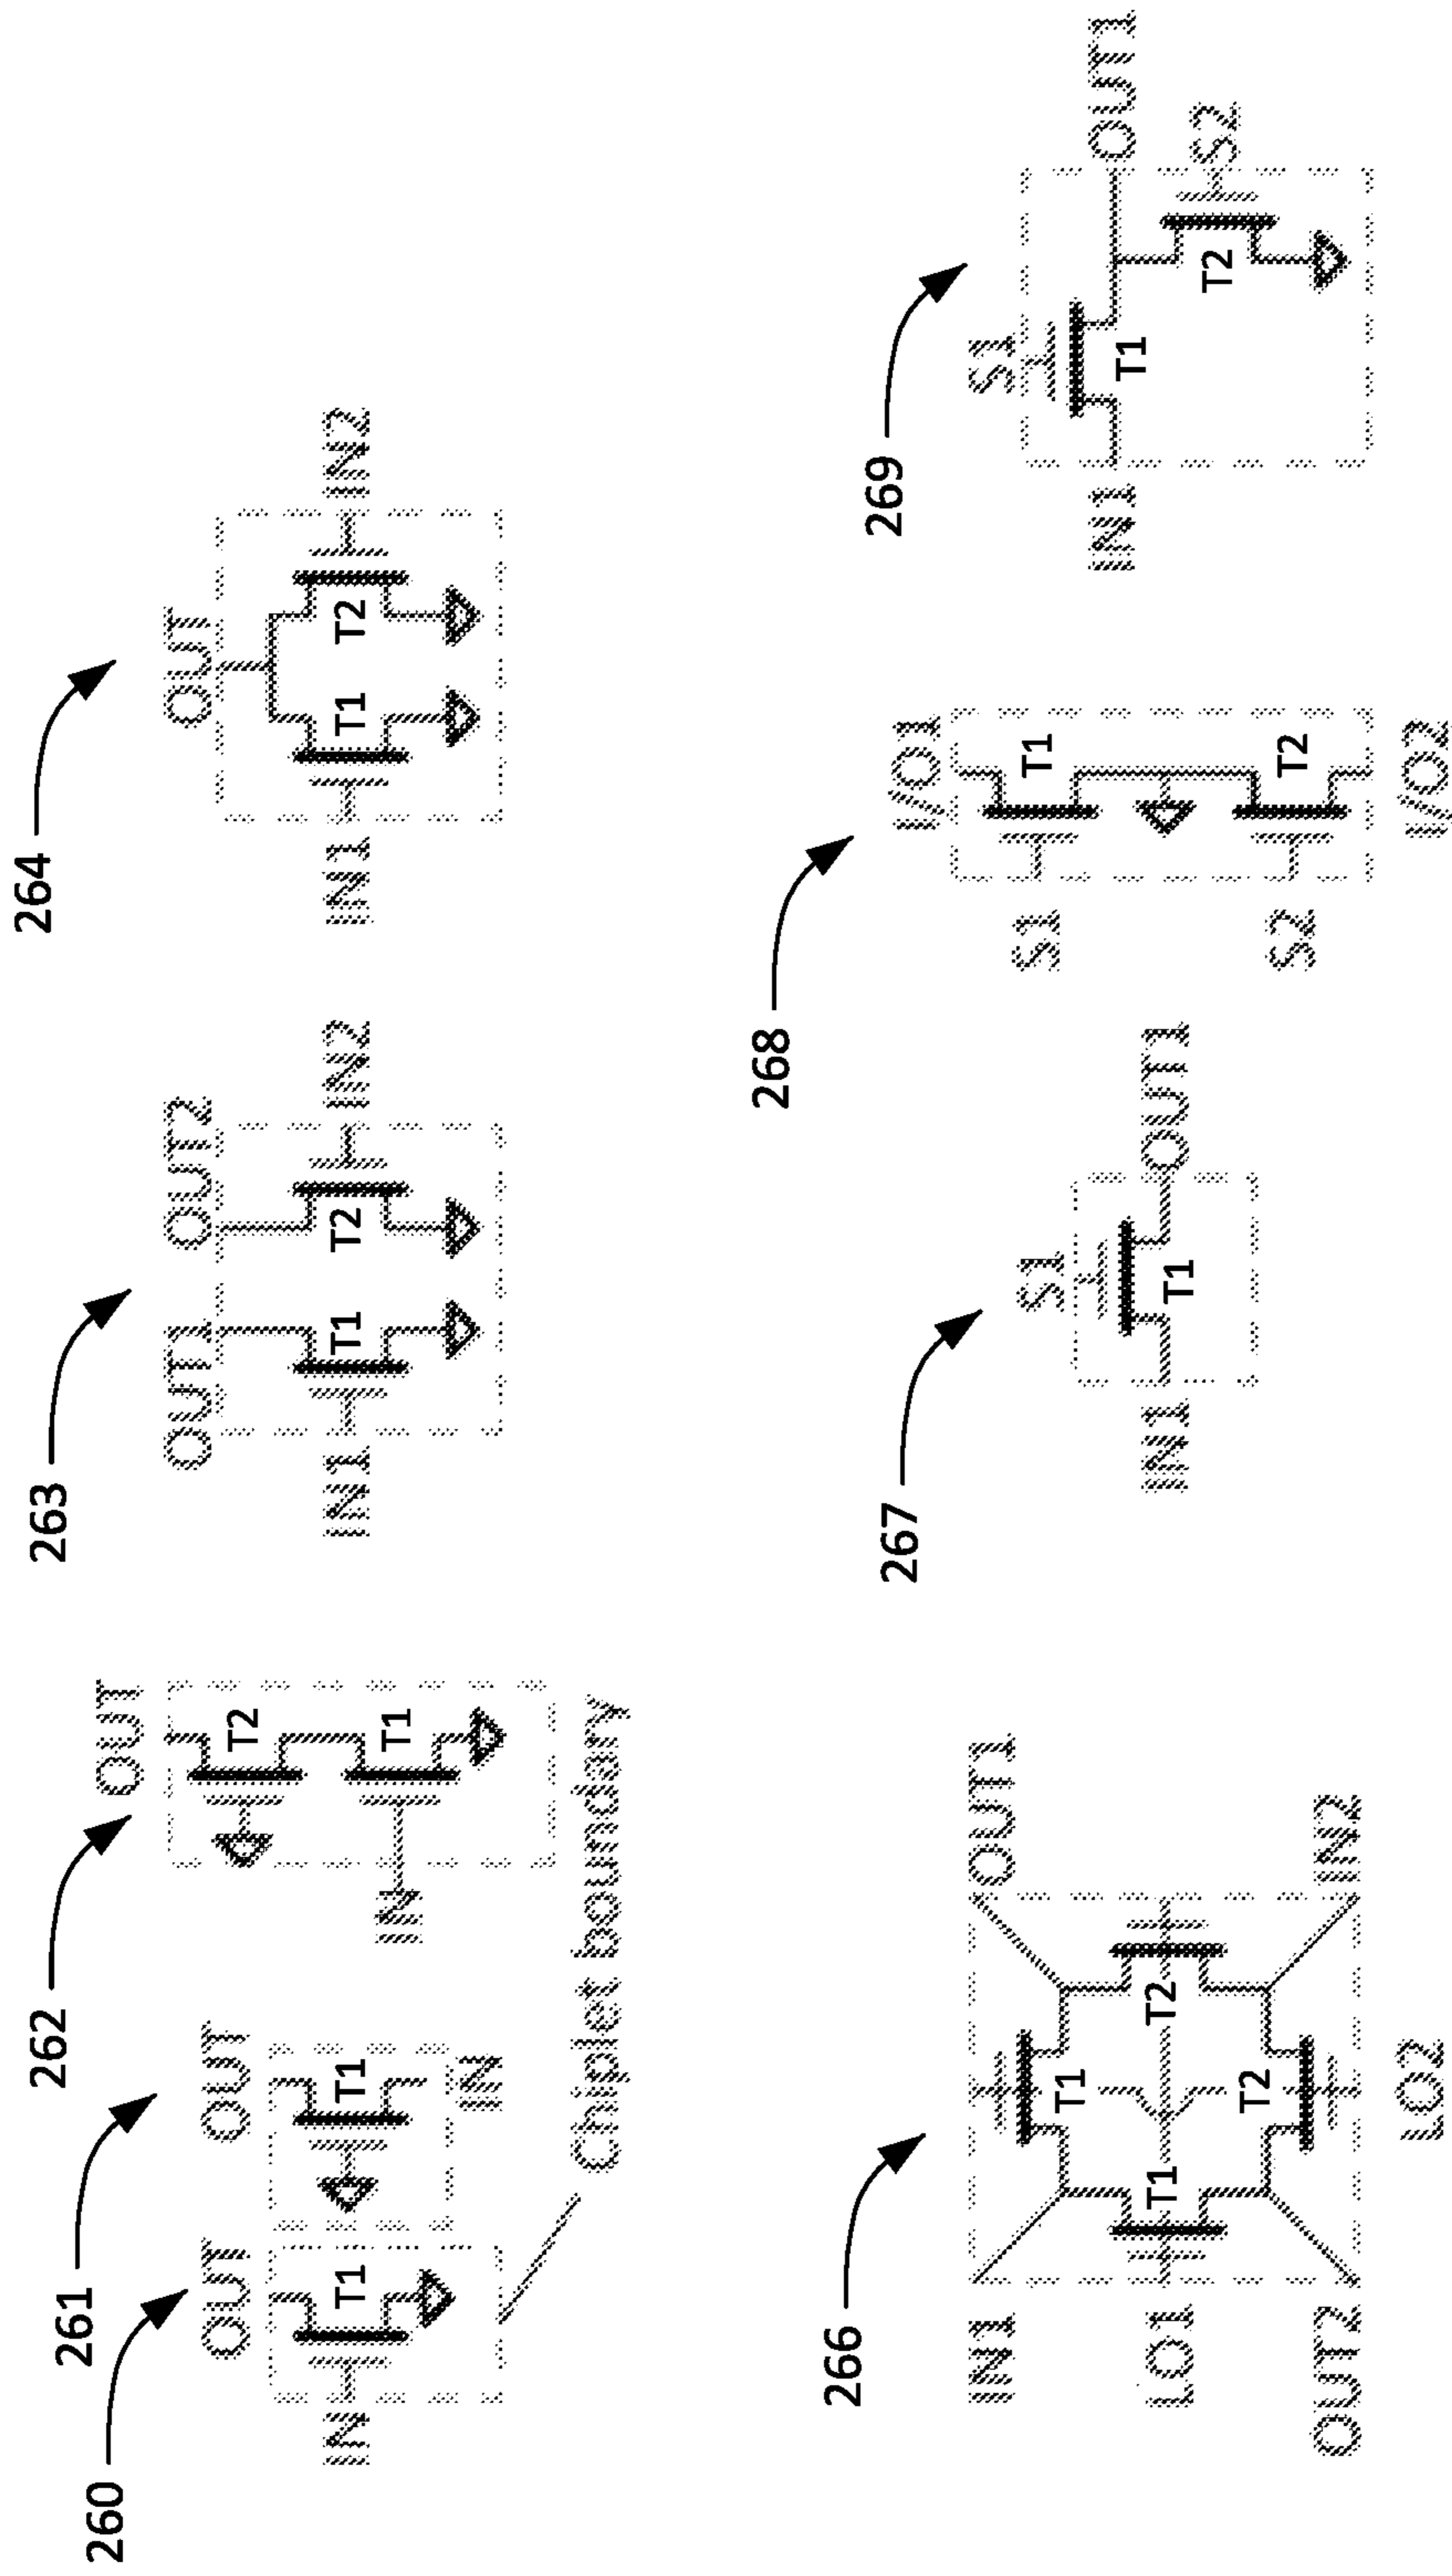 260
OUT
IN
T1
261
OUT
T1
IN
262
OUT
T2
T1
IN
Chiplet boundary
263
OUT1
OUT2
IN1
T1
T2
IN2
264
OUT
IN1
T1
T2
IN2
266
IN1
OUT1
T1
LO1
T1
T2
T2
OUT2
IN2
LO2
267
S1
IN1
T1
OUT1
268
I/O1
S1
T1
S2
T2
I/O2
269
S1
IN1
T1
OUT1
T2
S2